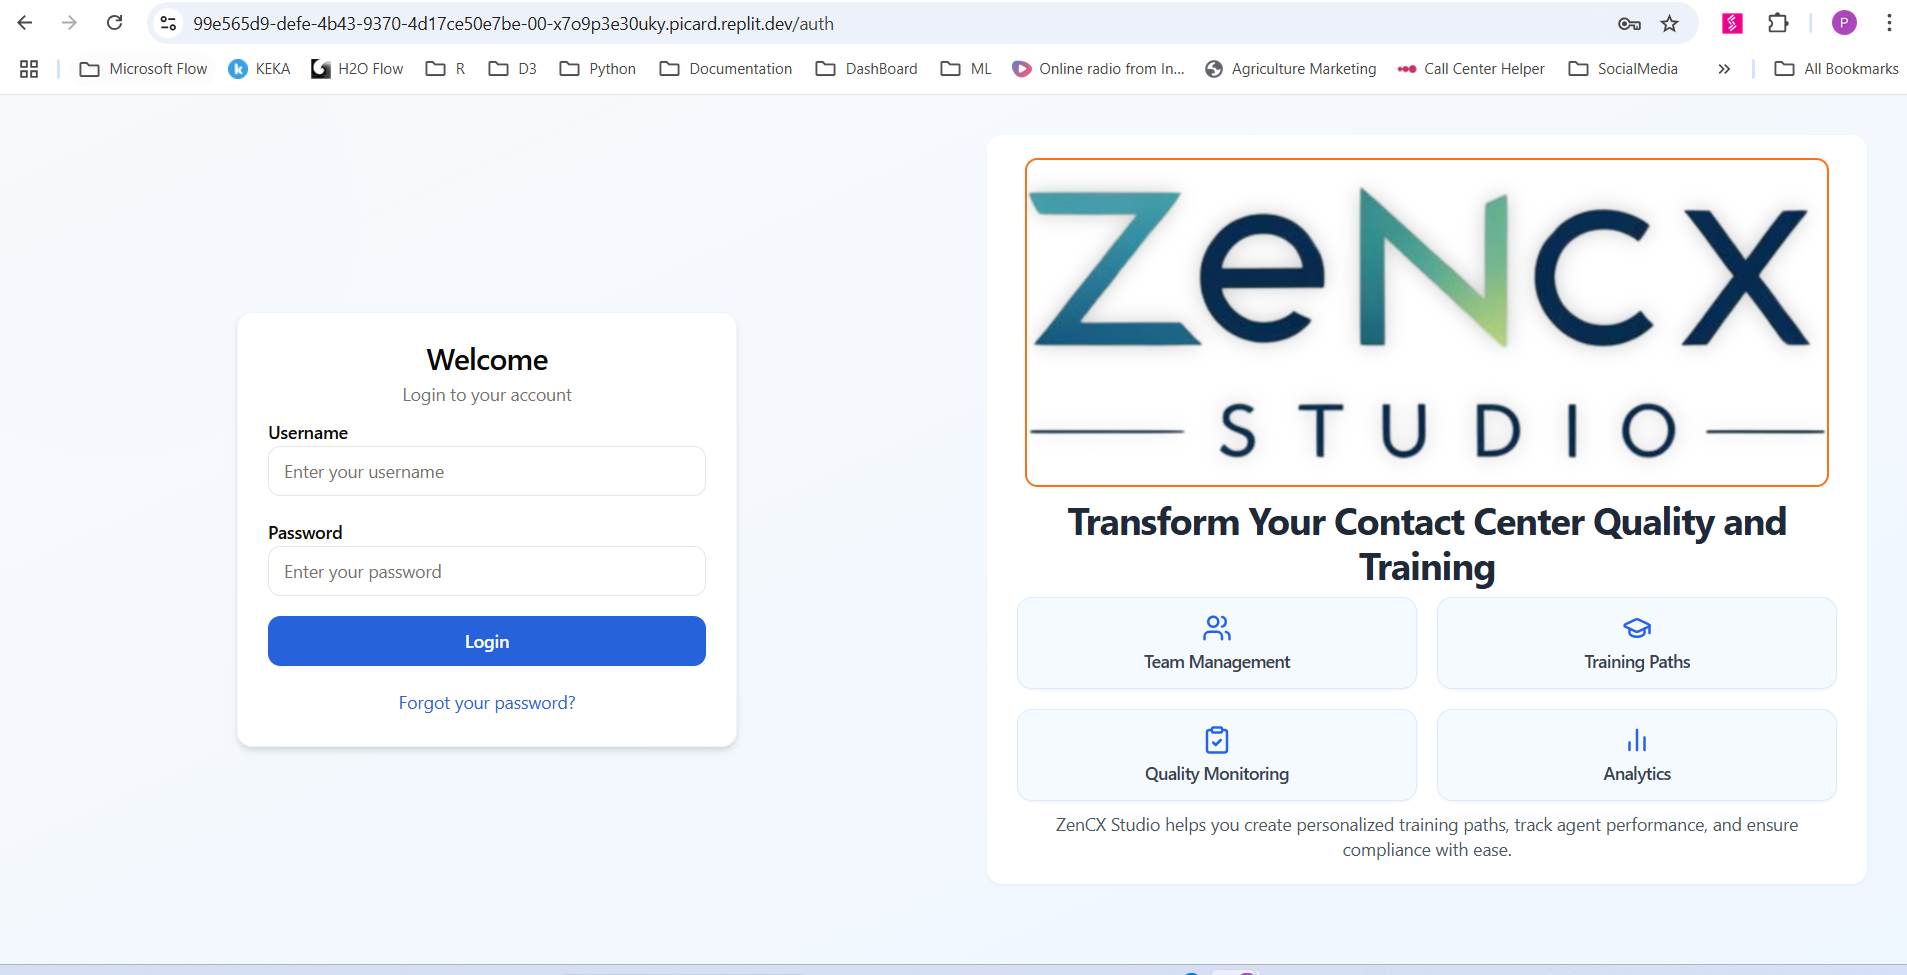 99e565d9-defe-4b43-9370-4d17ce50e7be-00-x7o9p3e30uky.picard.replit.dev/auth
P
Microsoft Flow
KEKA
H2O Flow
R
D3
Python
Documentation
DashBoard
ML
Online radio from In...
Agriculture Marketing
Call Center Helper
SocialMedia
All Bookmarks
Welcome
Login to your account
Username
Enter your username
Password
Enter your password
Login
Forgot your password?
ZeNCX
STUDIO
Transform Your Contact Center Quality and
Training
Team Management
Training Paths
Quality Monitoring
Analytics
ZenCX Studio helps you create personalized training paths, track agent performance, and ensure
compliance with ease.